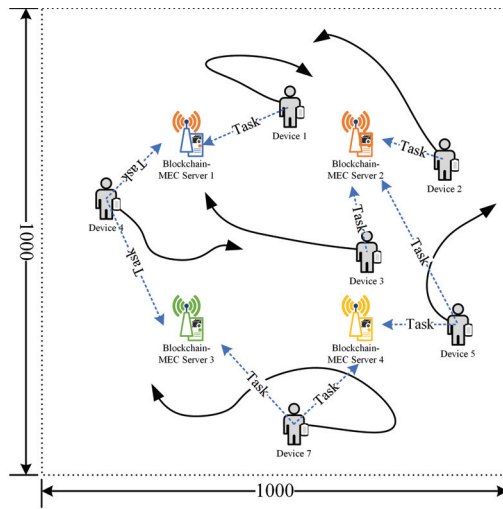 Device 1
Task
Task
Blockchain-
MEC Server 1
Blockchain-
MEC Server 2
Task
Device 2
Device 4
Task
Task
Device 3
Task
1000
Blockchain-
MEC Server 3
Blockchain-
MEC Server 4
Task
Device 5
Task
Task
Device 7
1000